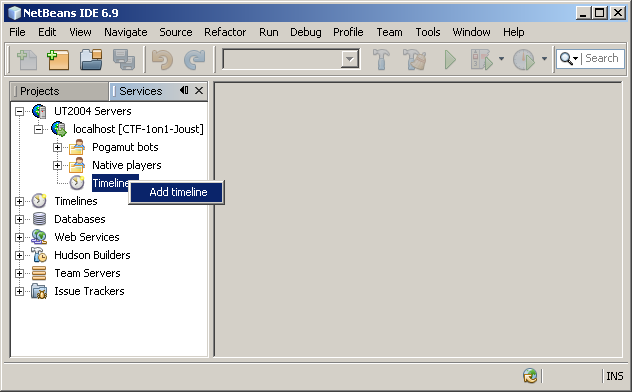 NetBeans IDE 6.9
File Edit View Navigate Source Refactor Run Debug Profile Team Tools Window Help
Search
Projects Services
UT2004 Servers
localhost [CTF-1on1-Joust]
Pogamut bots
Native players
Timeline
Add timeline
Timelines
Databases
Web Services
Hudson Builders
Team Servers
Issue Trackers
INS